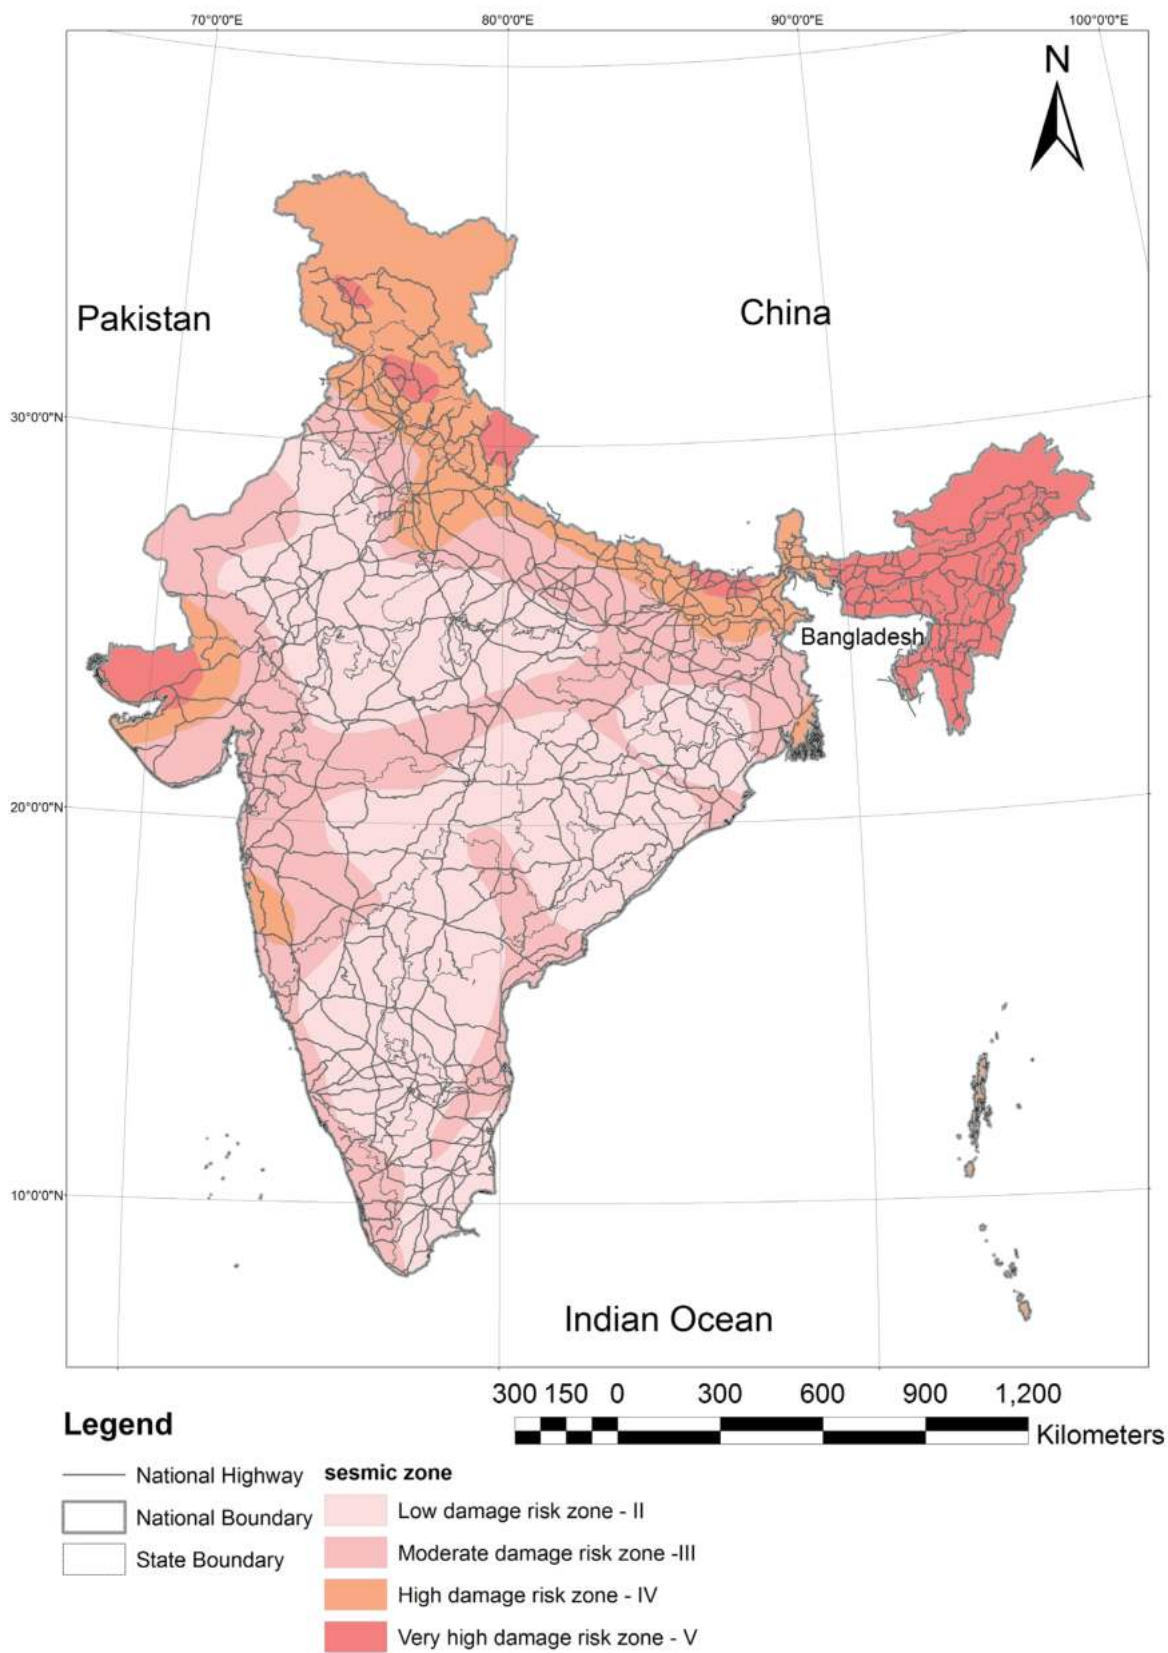 70°0'0"E 80°0'0"E 90°0'0"E 100°0'0"E
N
Pakistan
China
30°0'0"N
Bangladesh
20°0'0"N
10°0'0"N
Indian Ocean
300 150 0 300 600 900 1,200
Kilometers
Legend
National Highway
National Boundary
State Boundary
sesmic zone
Low damage risk zone - II
Moderate damage risk zone -III
High damage risk zone - IV
Very high damage risk zone - V